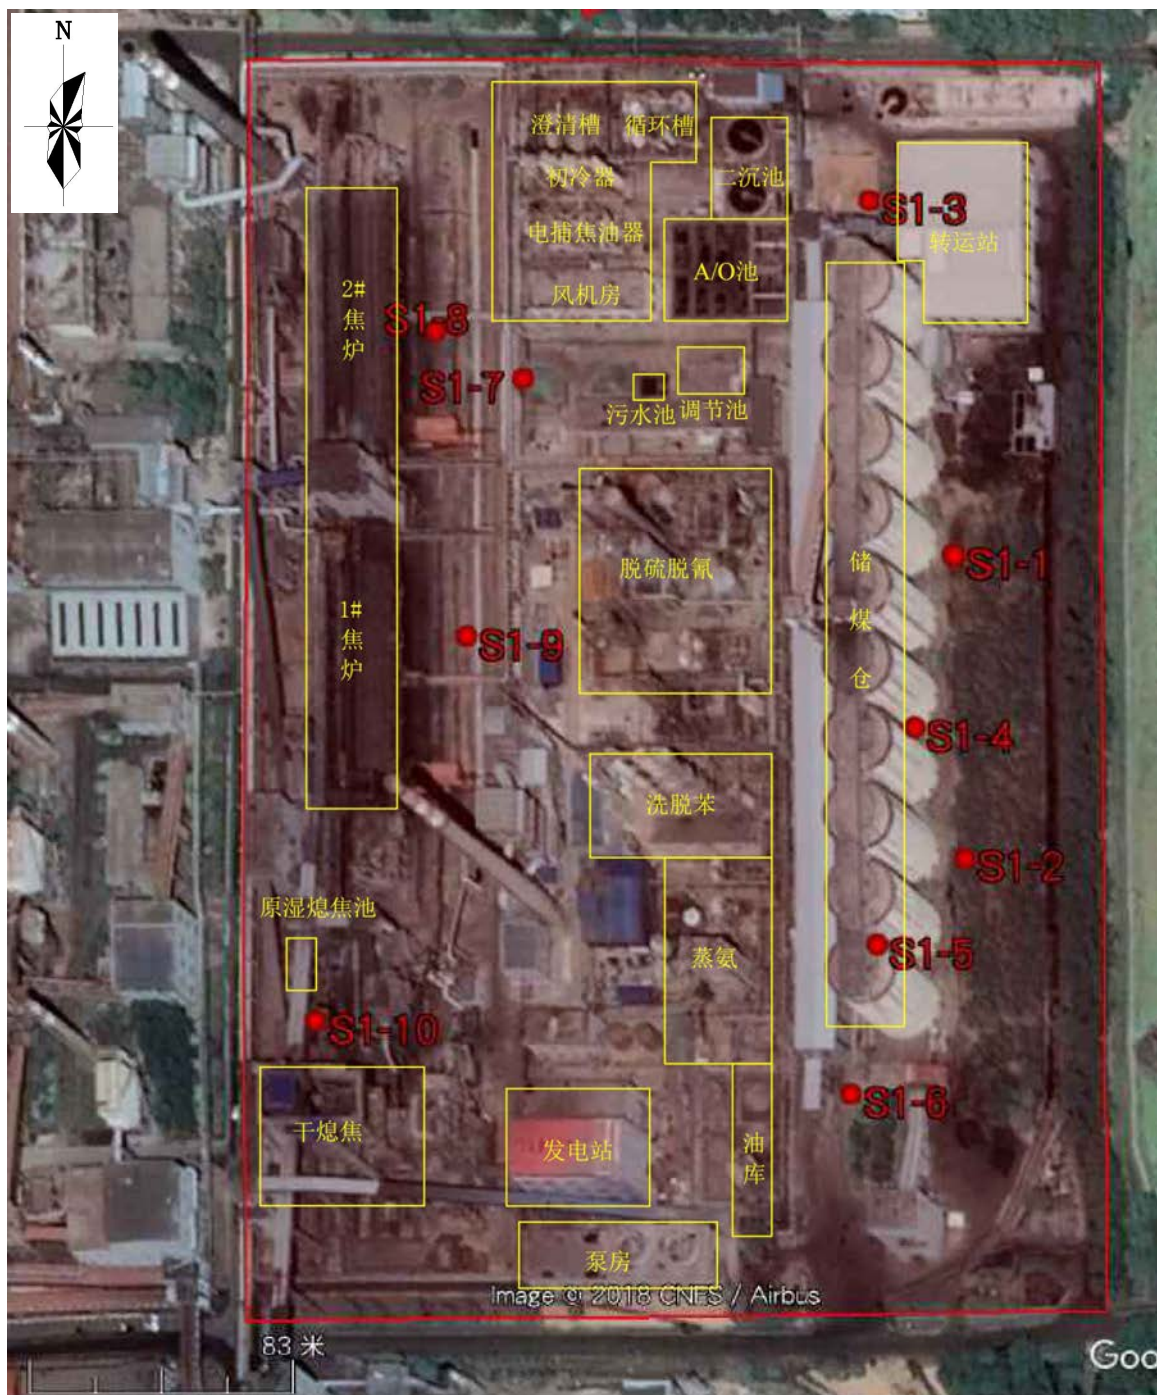 N
澄清槽 循环槽
初冷器 二沉池
S1-3
电捕焦油器 转运站
A/O池
2#
焦
炉
风机房
S1-8
S1-7
污水池 调节池
脱硫脱氰
储
煤
仓
S1-1
1#
焦
炉
S1-9
S1-4
洗脱苯
S1-2
原湿熄焦池
蒸氨
S1-5
S1-10
S1-6
干熄焦
发电站
油
库
泵房
Image © 2018 CNES / Airbus
83 米
Goo